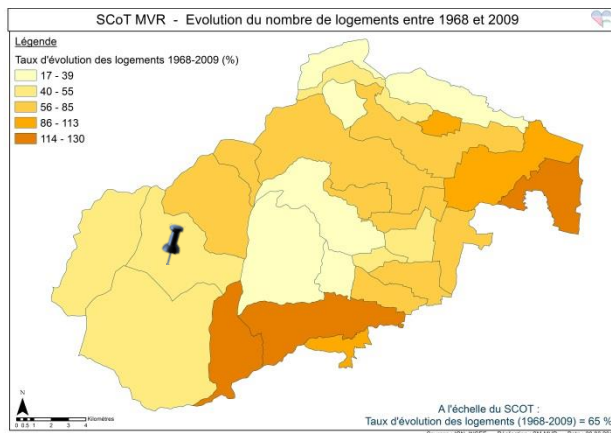 SCoT MVR - Evolution du nombre de logements entre 1968 et 2009
Légende
Taux d'évolution des logements 1968-2009 (%)
17 - 39
40 - 55
56 - 85
86 - 113
114 - 130
N
0 0.5 1 2 3 4
Kilomètres
A l'échelle du SCOT :
Taux d'évolution des logements (1968-2009) = 65 %